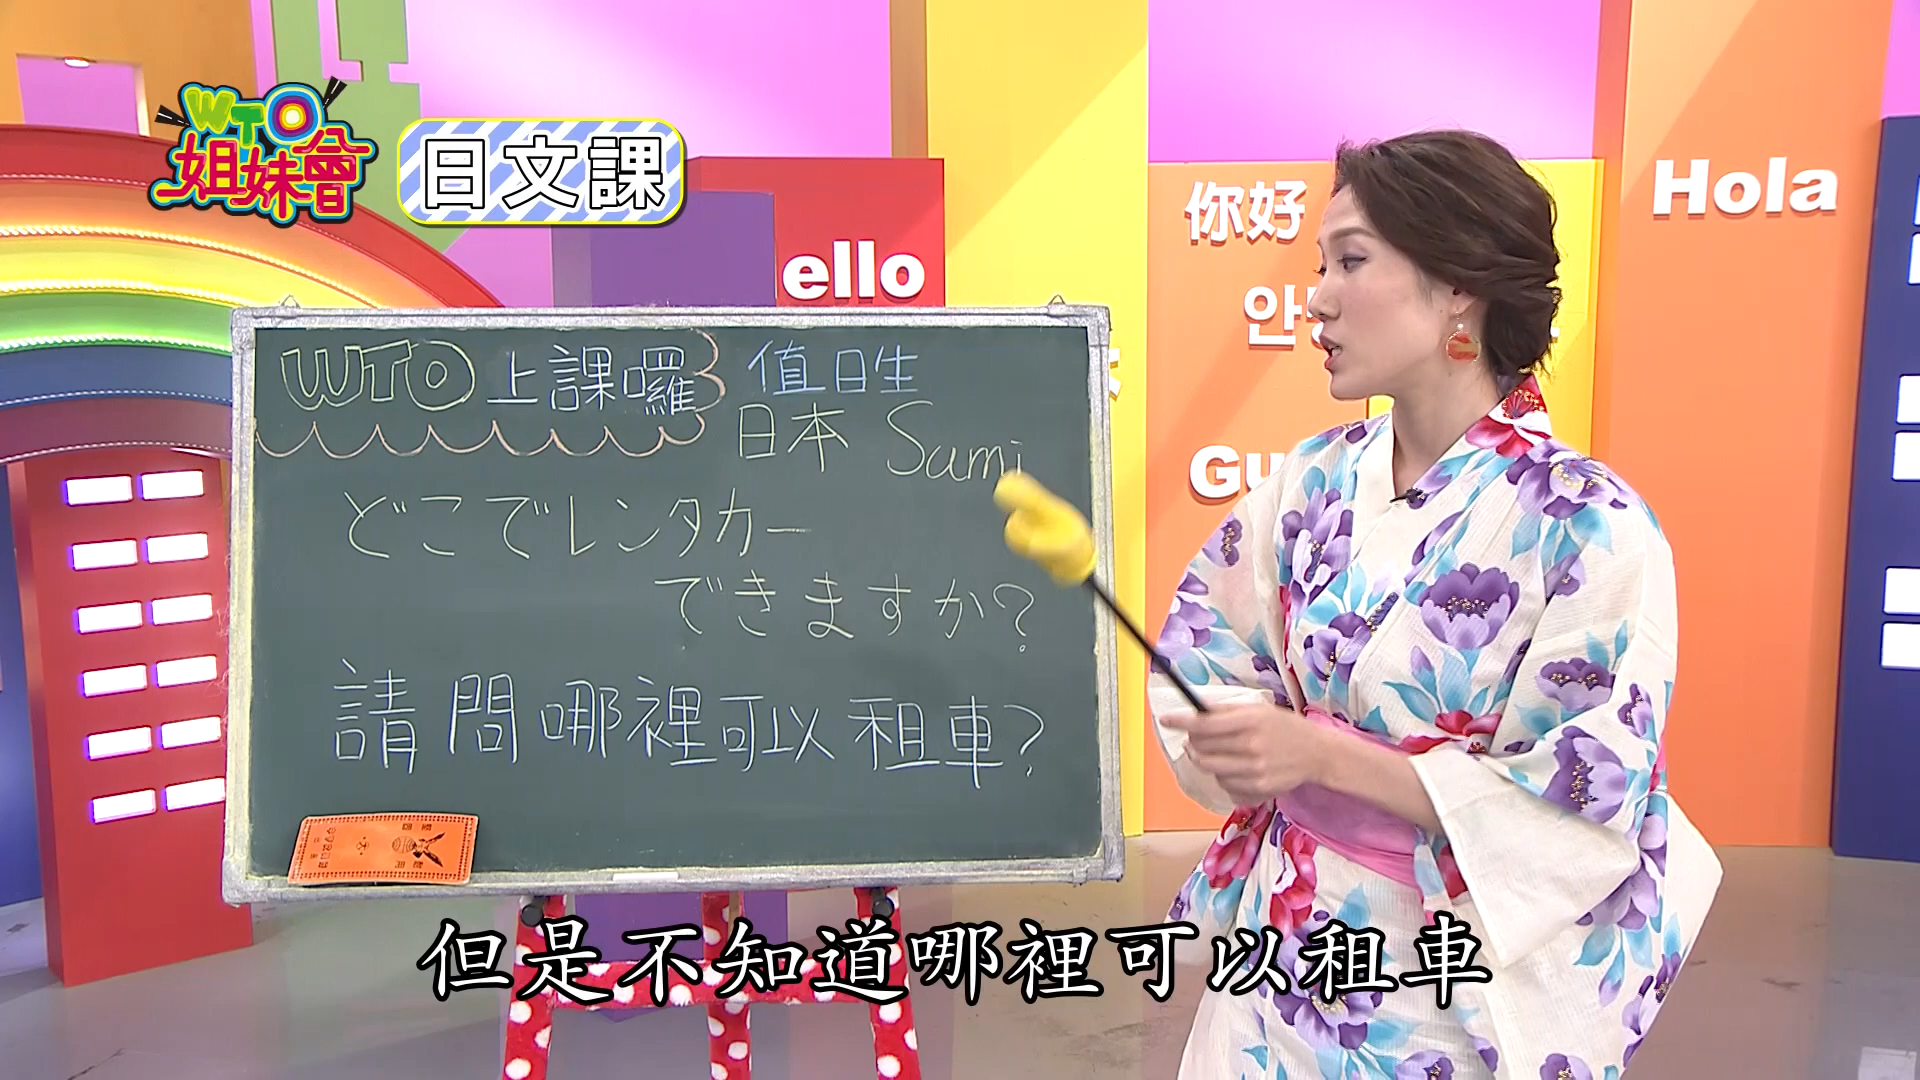 WTO
姐妹會
日文課
ello
你好
Hola
안
Gu
WTO 上課囉 值日生
日本 Sumi
どこでレンタカー
できますか?
請問哪裡可以租車?
但是不知道哪裡可以租車